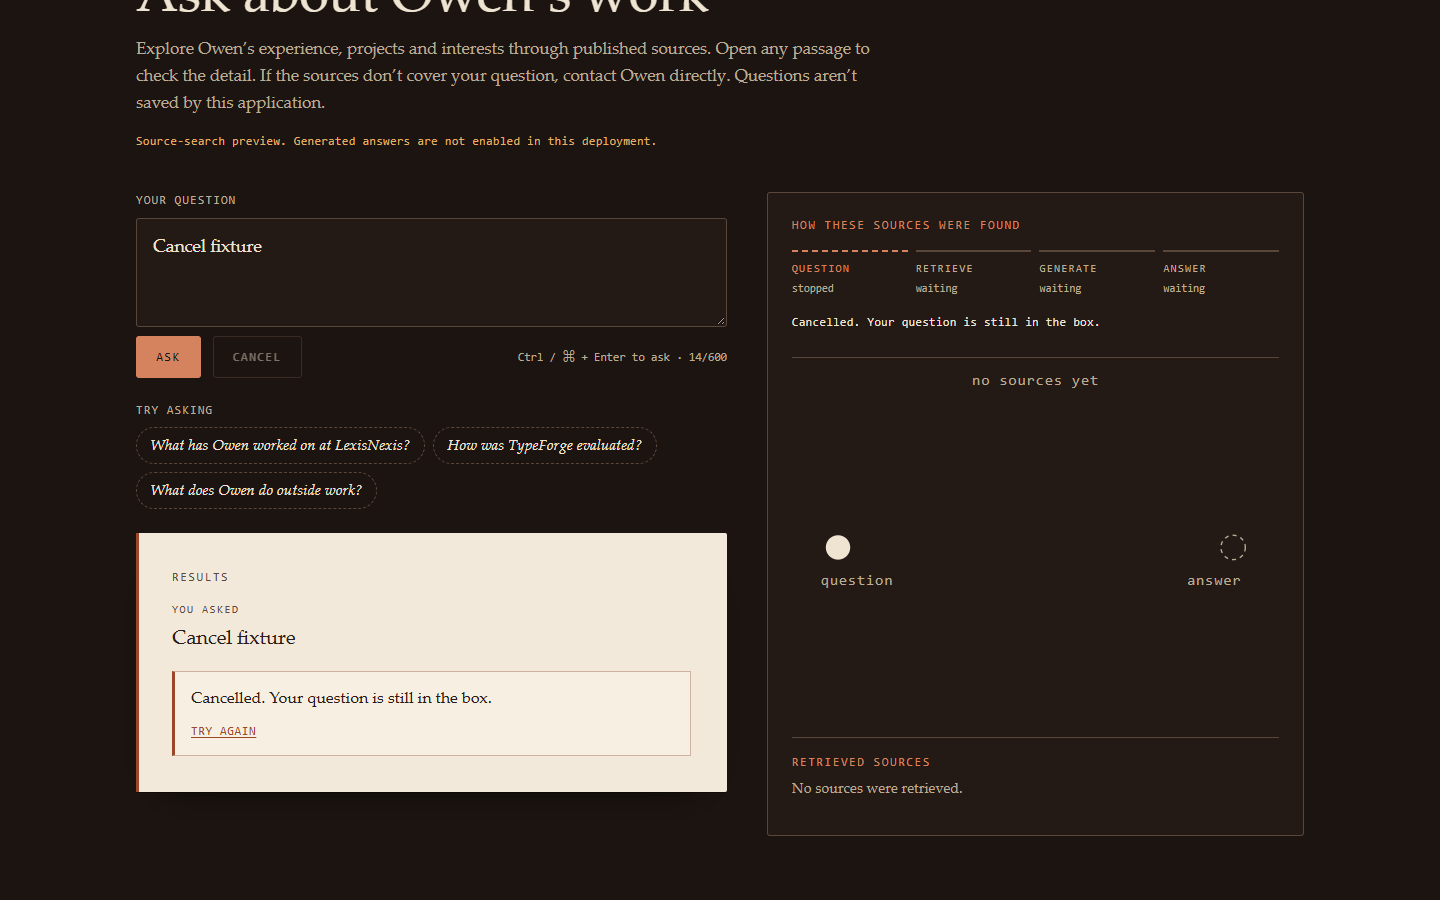 Ask about Owen's work
Explore Owen’s experience, projects and interests through published sources. Open any passage to
check the detail. If the sources don’t cover your question, contact Owen directly. Questions aren’t
saved by this application.
Source-search preview. Generated answers are not enabled in this deployment.
YOUR QUESTION
Cancel fixture
ASK
CANCEL
Ctrl / ⌘ + Enter to ask · 14/600
TRY ASKING
What has Owen worked on at LexisNexis?
How was TypeForge evaluated?
What does Owen do outside work?
RESULTS
YOU ASKED
Cancel fixture
Cancelled. Your question is still in the box.
TRY AGAIN
HOW THESE SOURCES WERE FOUND
QUESTION
stopped
RETRIEVE
waiting
GENERATE
waiting
ANSWER
waiting
Cancelled. Your question is still in the box.
no sources yet
question
answer
RETRIEVED SOURCES
No sources were retrieved.